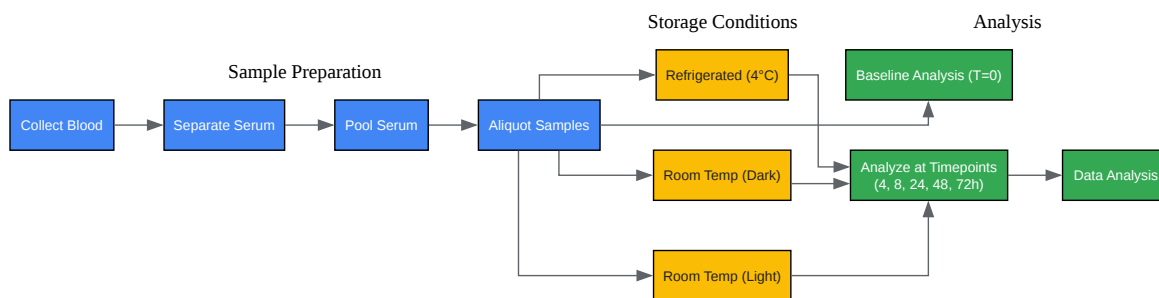 Storage Conditions
Analysis
Sample Preparation
Refrigerated (4°C)
Baseline Analysis (T=0)
Collect Blood
Separate Serum
Pool Serum
Aliquot Samples
Room Temp (Dark)
Analyze at Timepoints
(4, 8, 24, 48, 72h)
Data Analysis
Room Temp (Light)